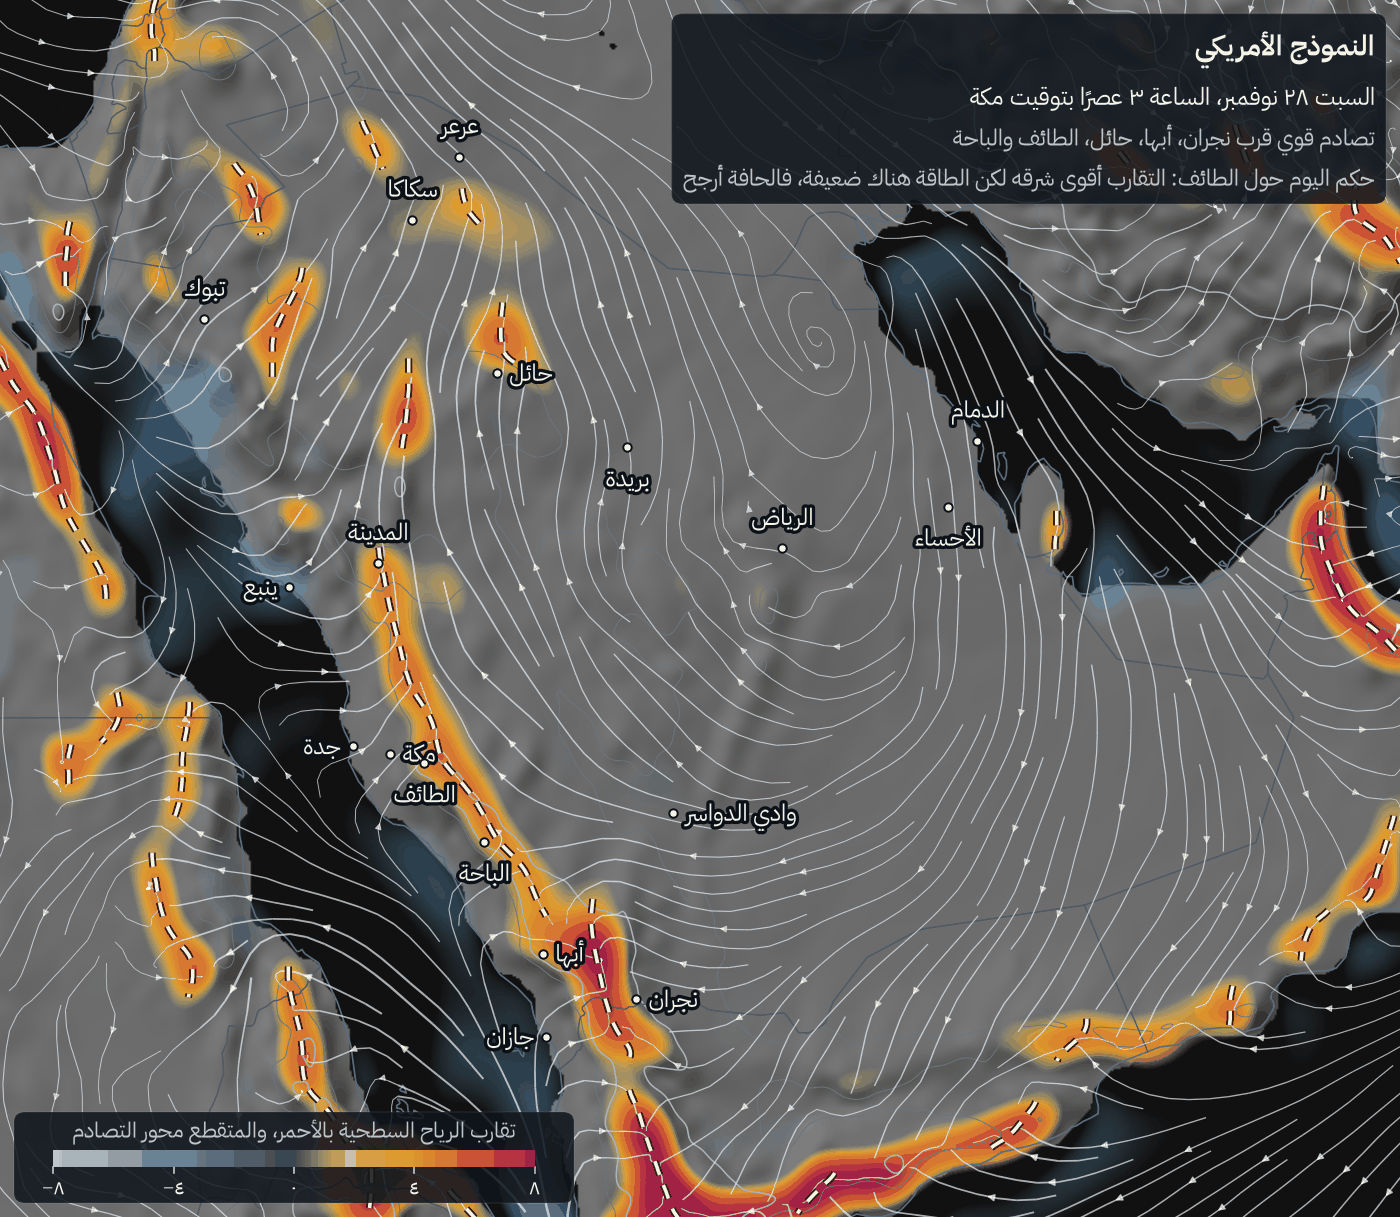 النموذج الأمريكي
السبت ٢٨ نوفمبر، الساعة ٣ عصرًا بتوقيت مكة
تصادم قوي قرب نجران، أبها، حائل، الطائف والباحة
حكم اليوم حول الطائف: التقارب أقوى شرقه لكن الطاقة هناك ضعيفة، فالحافة أرجح
عرعر
سكاكا
تبوك
حائل
الدمام
بريدة
الرياض
الأحساء
المدينة
ينبع
جدة
مكة
الطائف
وادي الدواسر
الباحة
أبها
نجران
جازان
تقارب الرياح السطحية بالأحمر، والمتقطع محور التصادم
−٨ −٤ ٠ ٤ ٨